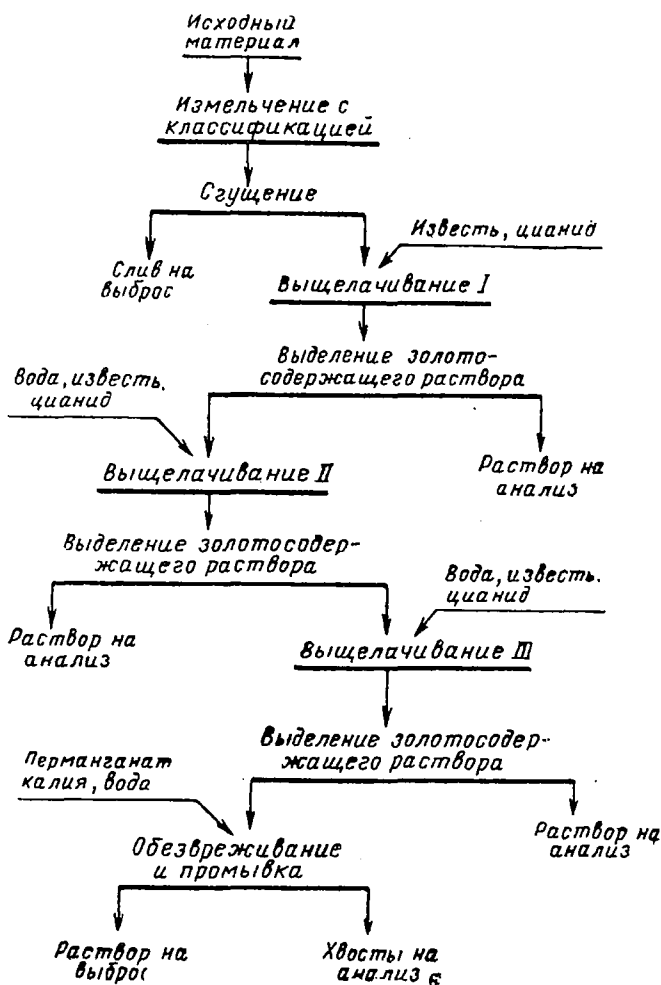 Исходный
материал
Измельчение с
классификацией
Сгущение
Известь, цианид
Слив на
выброс
Выщелачивание I
Выделение золото-
содержащего раствора
Вода, известь,
цианид
Раствор на
анализ
Выщелачивание II
Выделение золотосодер-
жащего раствора
Вода, известь.
цианид
Раствор на
анализ
Выщелачивание III
Выделение золотосодер-
жащего раствора
Перманганат
калия, вода
Раствор на
анализ
Обезвреживание
и промывка
Раствор на
выброс
Хвосты на
анализ